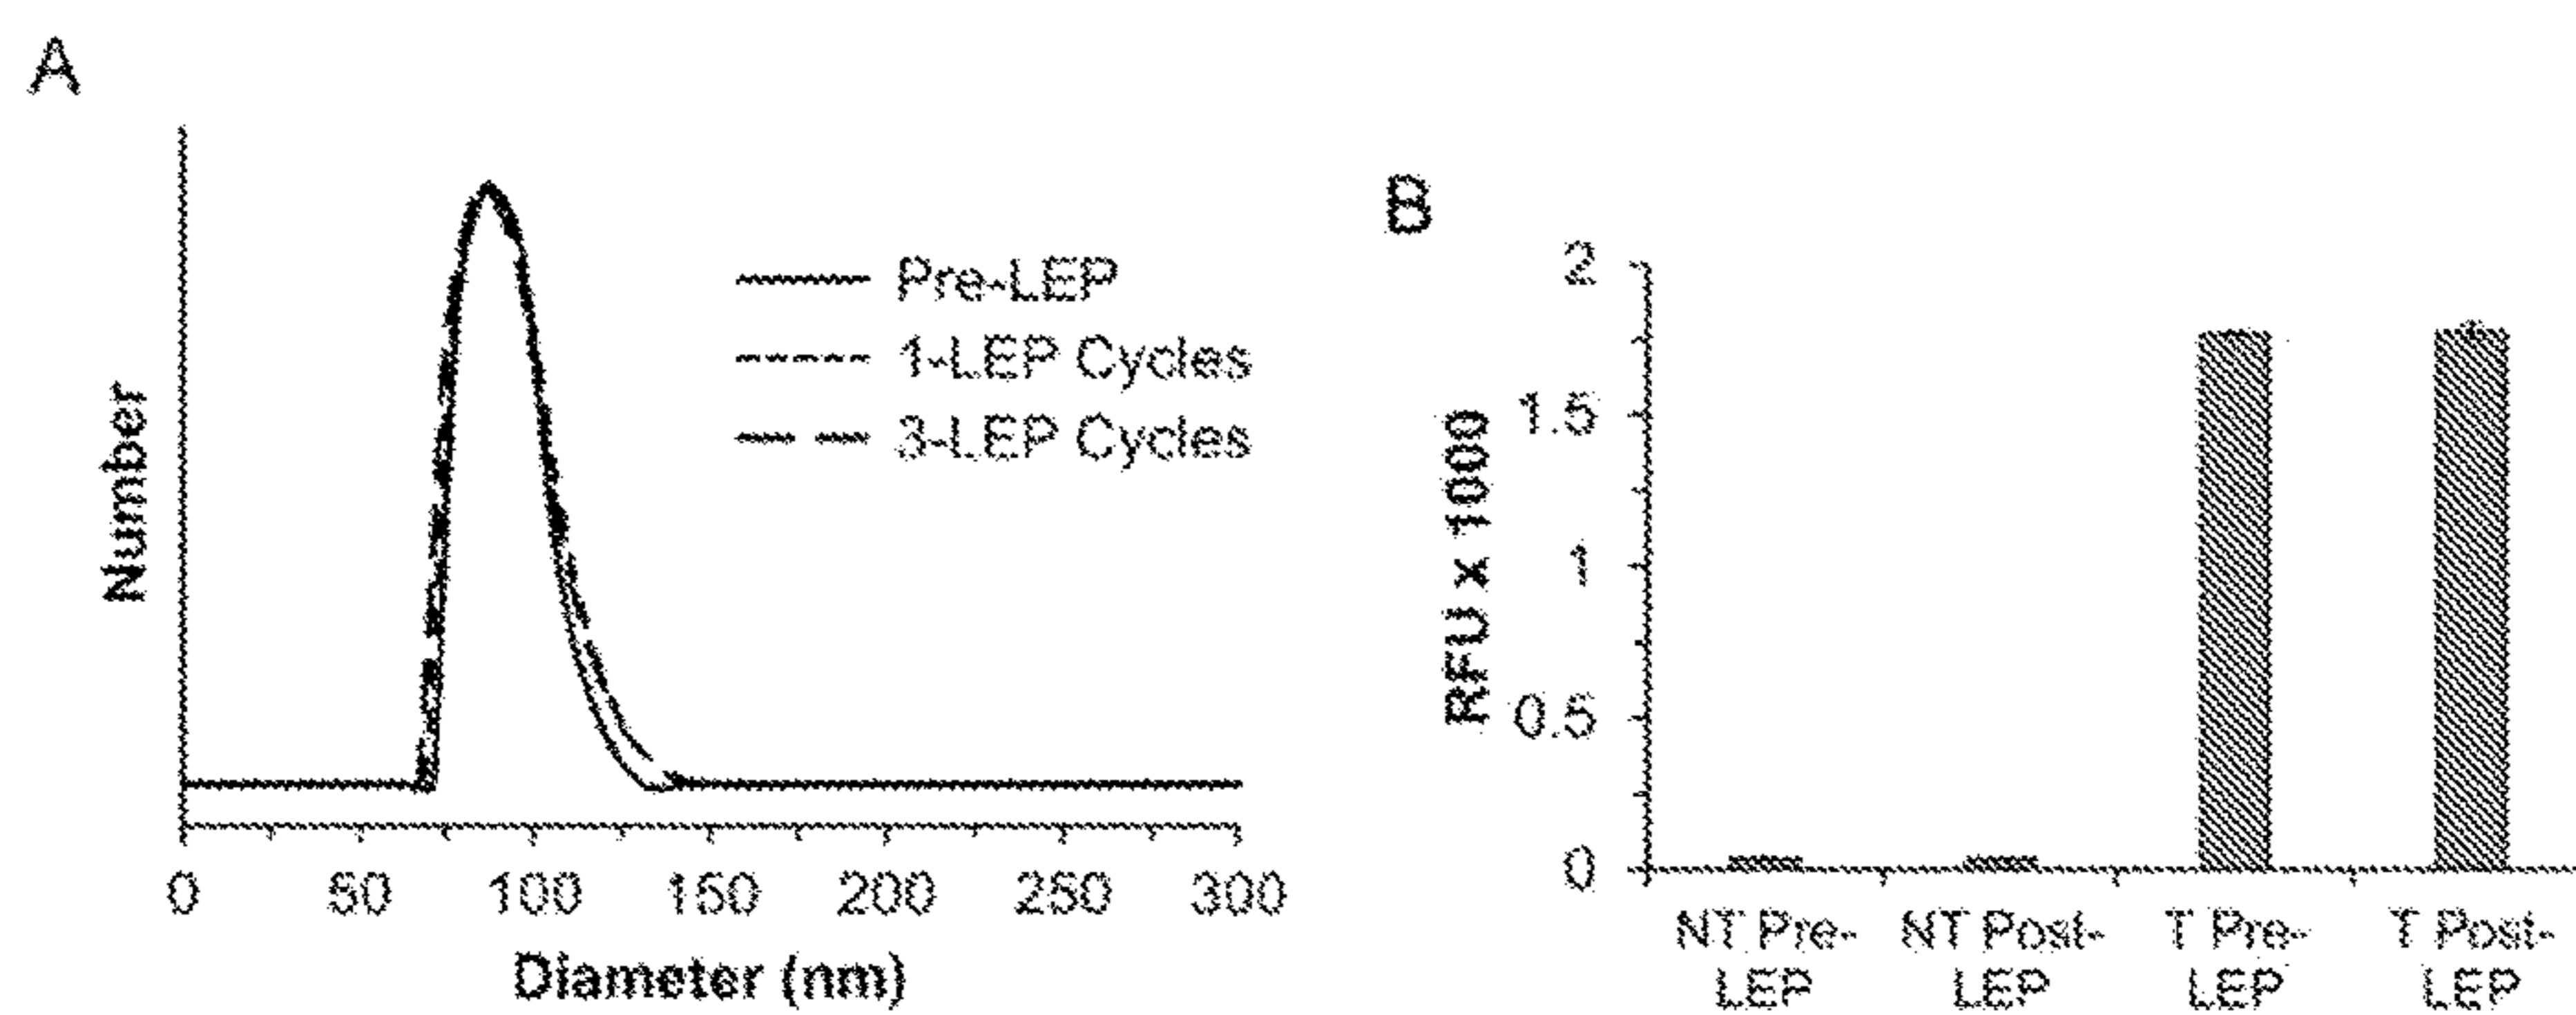 A
Number
Pre-LEP
1-LEP Cycles
3-LEP Cycles
0 50 100 150 200 250 300
Diameter (nm)
B
RFU x 1000
2
1.5
1
0.5
0
NT Pre-LEP
NT Post-LEP
T Pre-LEP
T Post-LEP